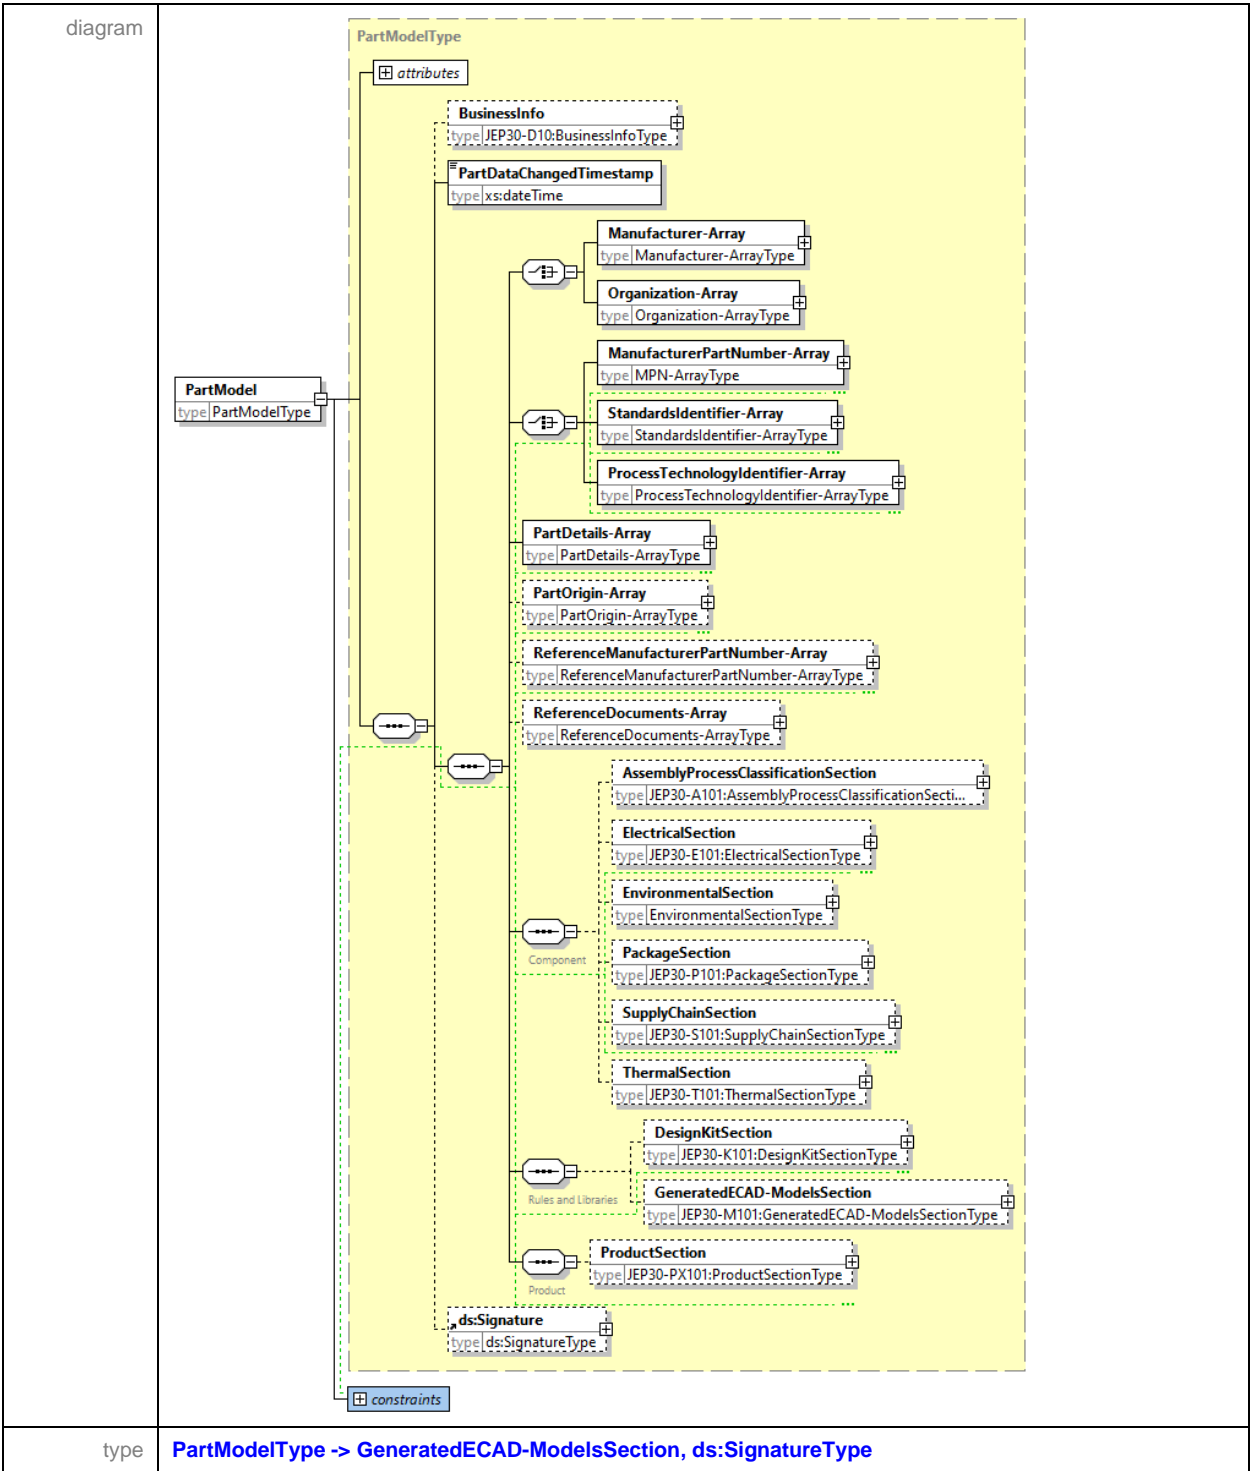 diagram
PartModelType
attributes
BusinessInfo
type JEP30-D10:BusinessInfoType
PartDataChangedTimestamp
type xs:dateTime
Manufacturer-Array
type Manufacturer-ArrayType
Organization-Array
type Organization-ArrayType
ManufacturerPartNumber-Array
type MPN-ArrayType
PartModel
type PartModelType
StandardsIdentifier-Array
type StandardsIdentifier-ArrayType
ProcessTechnologyIdentifier-Array
type ProcessTechnologyIdentifier-ArrayType
PartDetails-Array
type PartDetails-ArrayType
PartOrigin-Array
type PartOrigin-ArrayType
ReferenceManufacturerPartNumber-Array
type ReferenceManufacturerPartNumber-ArrayType
ReferenceDocuments-Array
type ReferenceDocuments-ArrayType
AssemblyProcessClassificationSection
type JEP30-A101:AssemblyProcessClassificationSecti...
ElectricalSection
type JEP30-E101:ElectricalSectionType
EnvironmentalSection
type EnvironmentalSectionType
Component
PackageSection
type JEP30-P101:PackageSectionType
SupplyChainSection
type JEP30-S101:SupplyChainSectionType
ThermalSection
type JEP30-T101:ThermalSectionType
DesignKitSection
type JEP30-K101:DesignKitSectionType
Rules and Libraries
GeneratedECAD-ModelsSection
type JEP30-M101:GeneratedECAD-ModelsSectionType
ProductSection
type JEP30-PX101:ProductSectionType
Product
ds:Signature
type ds:SignatureType
constraints
type PartModelType -> GeneratedECAD-ModelsSection, ds:SignatureType